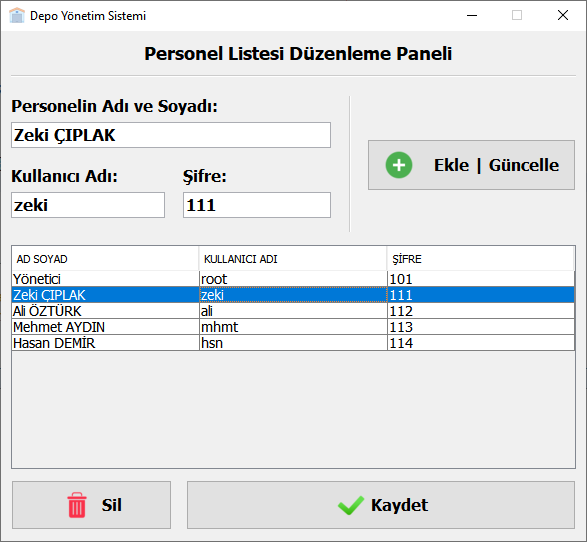 Depo Yönetim Sistemi
Personel Listesi Düzenleme Paneli
Personelin Adı ve Soyadı:
Zeki ÇIPLAK
Kullanıcı Adı: Şifre:
zeki 111
Ekle | Güncelle
AD SOYAD KULLANICI ADI ŞİFRE
Yönetici root 101
Zeki ÇIPLAK zeki 111
Ali ÖZTÜRK ali 112
Mehmet AYDIN mhmt 113
Hasan DEMİR hsn 114
Sil Kaydet